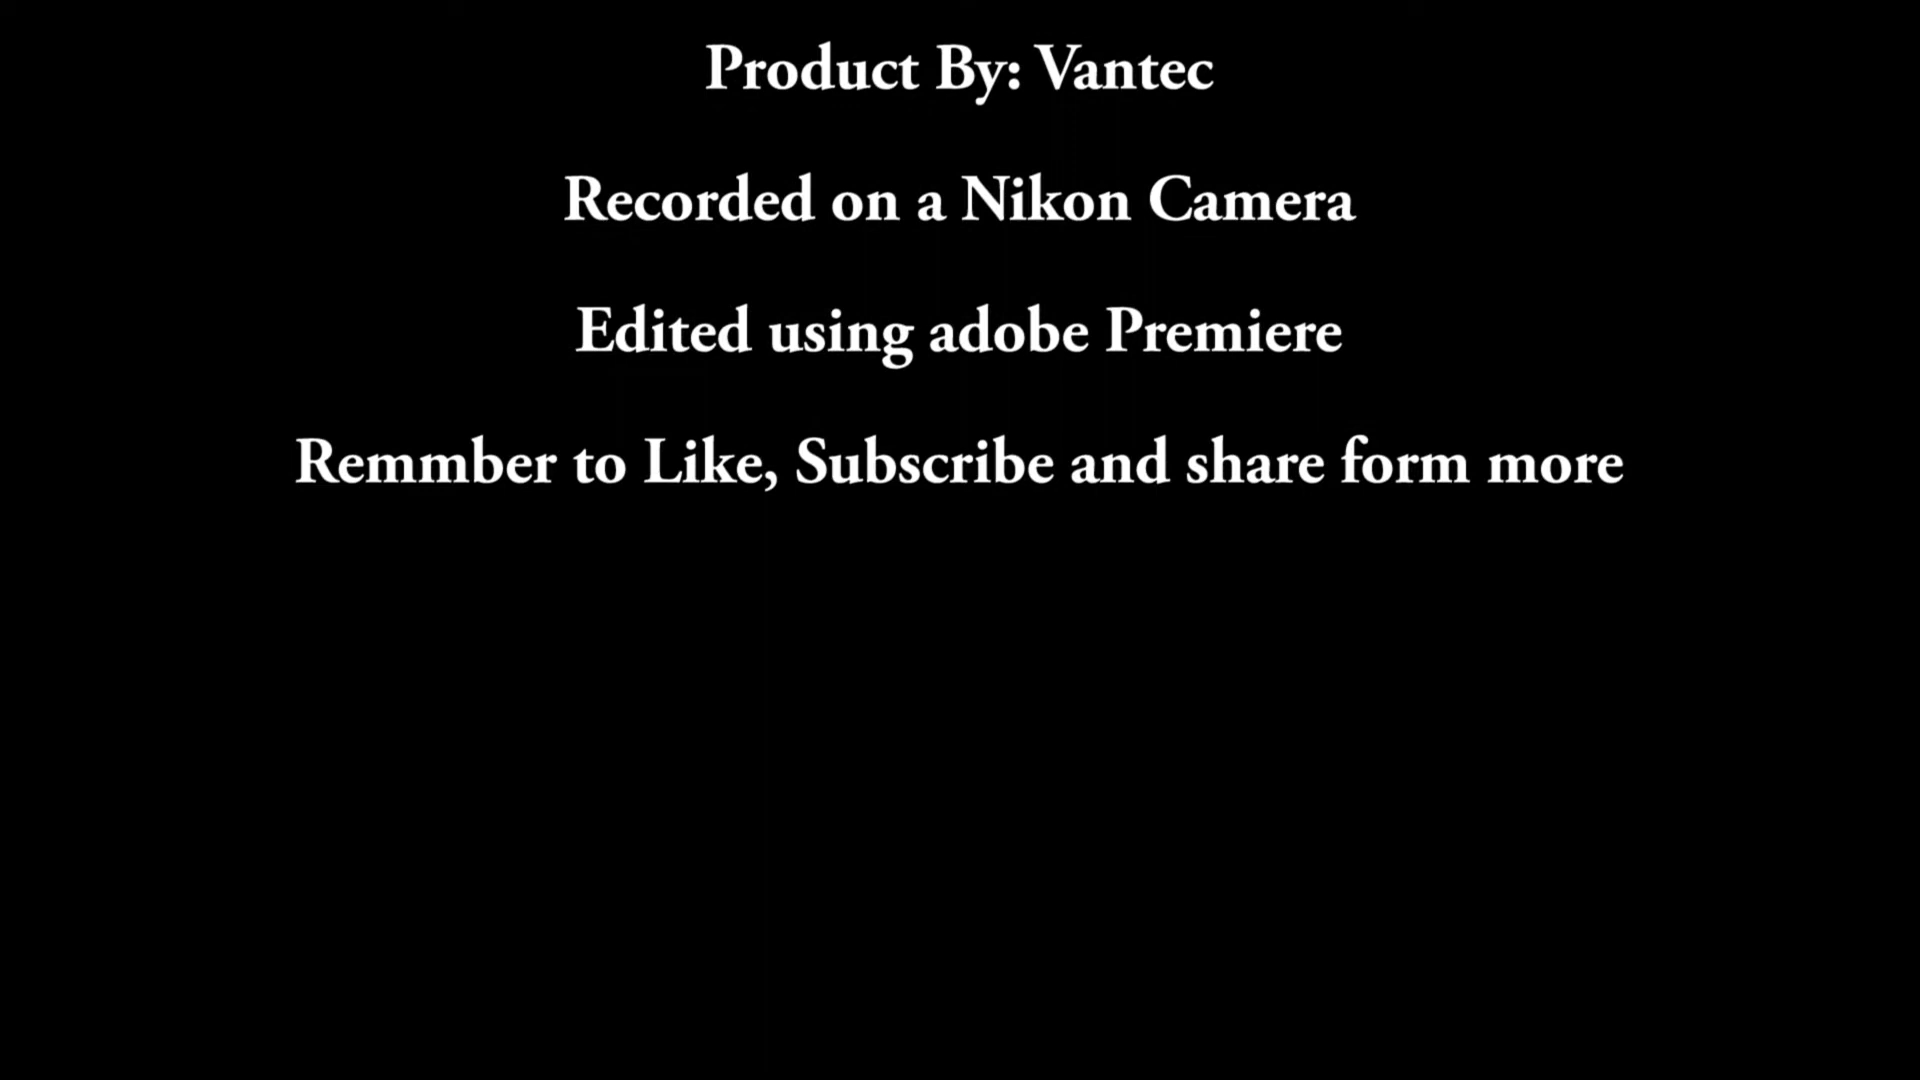 Product By: Vantec
Recorded on a Nikon Camera
Edited using adobe Premiere
Remmber to Like, Subscribe and share form more